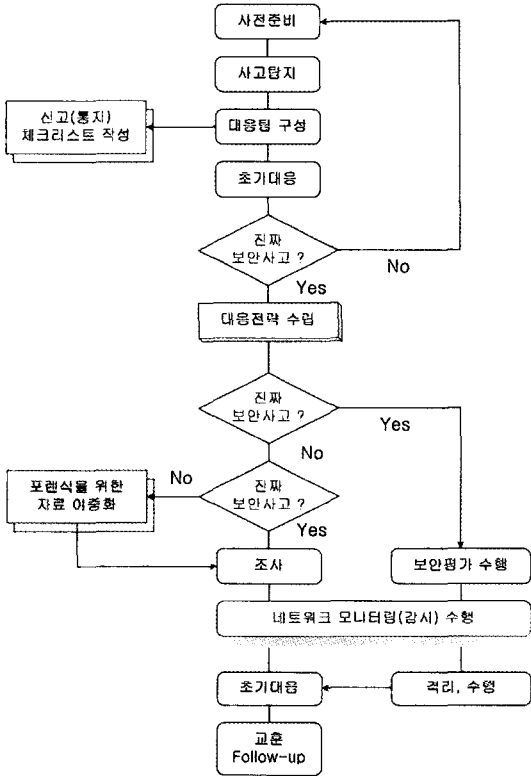 사전준비
사고탐지
신고(통지)
체크리스트 작성
대응팀 구성
초기대응
진짜
보안사고 ?
No
Yes
대응전략 수립
진짜
보안사고 ?
Yes
No
포렌식을 위한
자료 이중화
No
진짜
보안사고 ?
Yes
조사
보안평가 수행
네트워크 모니터링(감시) 수행
초기대응
격리, 수영
교훈
Follow-up